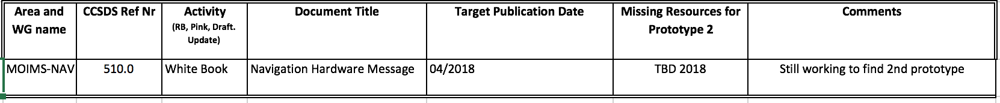 Area and WG name
CCSDS Ref Nr
Activity
(RB, Pink, Draft. Update)
Document Title
Target Publication Date
Missing Resources for Prototype 2
Comments
MOIMS-NAV
510.0
White Book
Navigation Hardware Message
04/2018
TBD 2018
Still working to find 2nd prototype